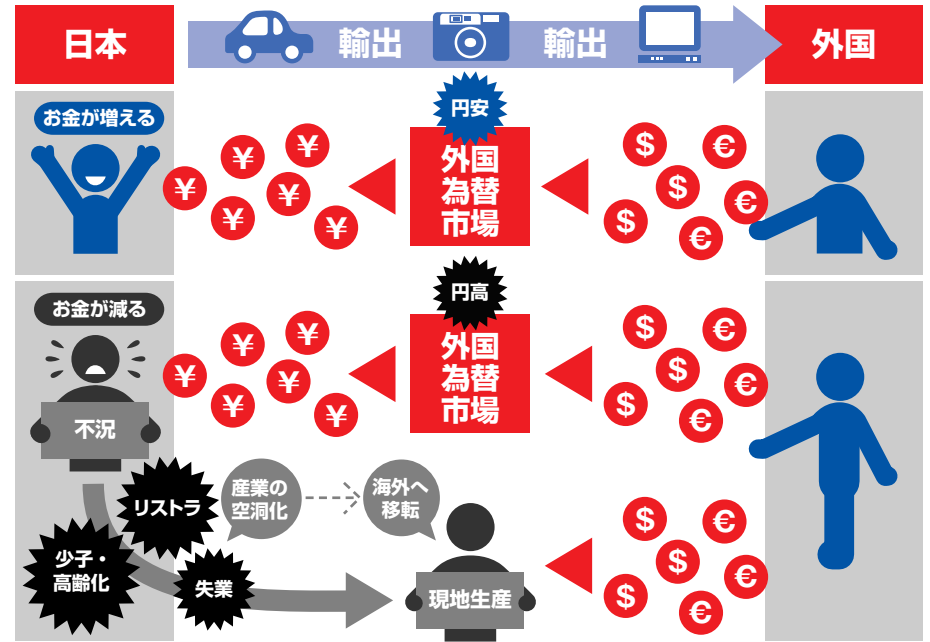 日本
輸出
輸出
外国
お金が増える
円安
¥
¥
¥
¥
¥
¥
¥
外国
為替
市場
$
€
$
€
$
€
お金が減る
円高
¥
¥
¥
¥
¥
¥
¥
外国
為替
市場
$
€
$
€
$
€
不況
リストラ
産業の
空洞化
海外へ
移転
少子・
高齢化
失業
現地生産
$
€
$
€
$
€